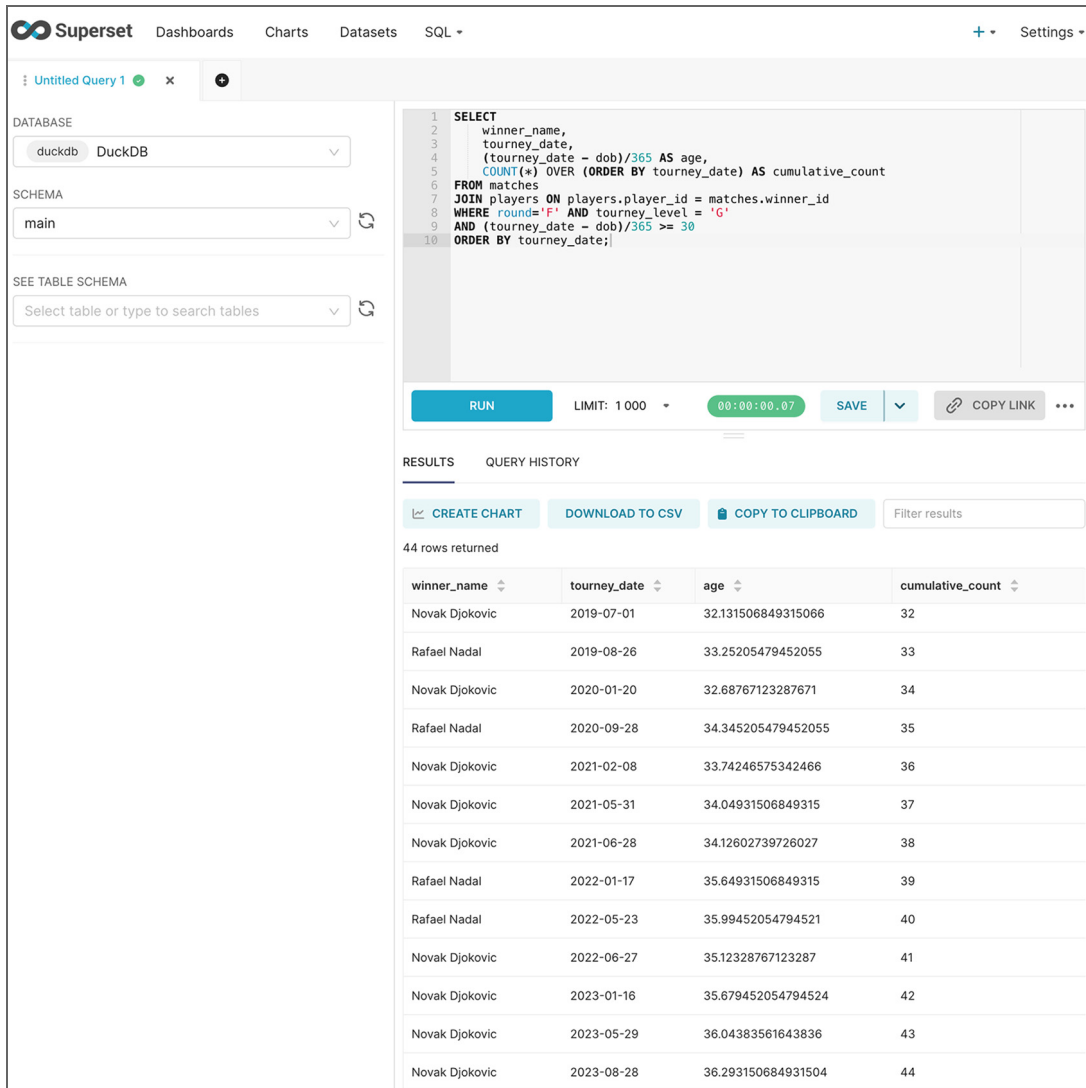 Superset Dashboards Charts Datasets SQL + Settings
Untitled Query 1
DATABASE
duckdb DuckDB
SCHEMA
main
SEE TABLE SCHEMA
Select table or type to search tables
1 SELECT
2 winner_name,
3 tourney_date,
4 (tourney_date - dob)/365 AS age,
5 COUNT(*) OVER (ORDER BY tourney_date) AS cumulative_count
6 FROM matches
7 JOIN players ON players.player_id = matches.winner_id
8 WHERE round='F' AND tourney_level = 'G'
9 AND (tourney_date - dob)/365 >= 30
10 ORDER BY tourney_date;
RUN LIMIT: 1 000 00:00:00.07 SAVE COPY LINK
RESULTS QUERY HISTORY
CREATE CHART DOWNLOAD TO CSV COPY TO CLIPBOARD Filter results
44 rows returned
winner_name tourney_date age cumulative_count
Novak Djokovic 2019-07-01 32.131506849315066 32
Rafael Nadal 2019-08-26 33.25205479452055 33
Novak Djokovic 2020-01-20 32.68767123287671 34
Rafael Nadal 2020-09-28 34.345205479452055 35
Novak Djokovic 2021-02-08 33.74246575342466 36
Novak Djokovic 2021-05-31 34.04931506849315 37
Novak Djokovic 2021-06-28 34.12602739726027 38
Rafael Nadal 2022-01-17 35.64931506849315 39
Rafael Nadal 2022-05-23 35.99452054794521 40
Novak Djokovic 2022-06-27 35.12328767123287 41
Novak Djokovic 2023-01-16 35.679452054794524 42
Novak Djokovic 2023-05-29 36.04383561643836 43
Novak Djokovic 2023-08-28 36.293150684931504 44